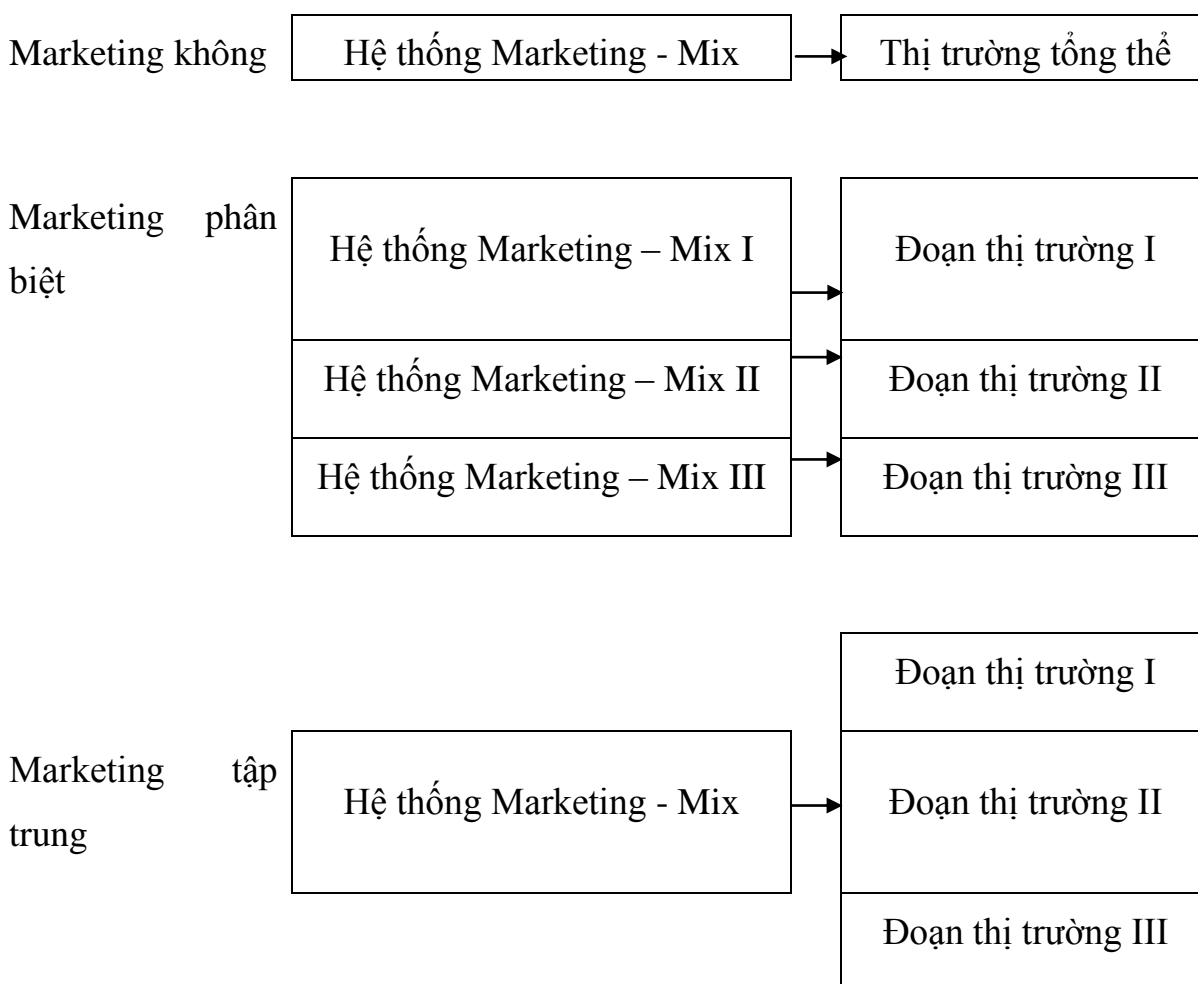 Marketing không Hệ thống Marketing - Mix Thị trường tổng thể
Marketing phân
biệt
Hệ thống Marketing – Mix I Đoạn thị trường I
Hệ thống Marketing – Mix II Đoạn thị trường II
Hệ thống Marketing – Mix III Đoạn thị trường III
Đoạn thị trường I
Marketing tập
trung
Hệ thống Marketing - Mix Đoạn thị trường II
Đoạn thị trường III